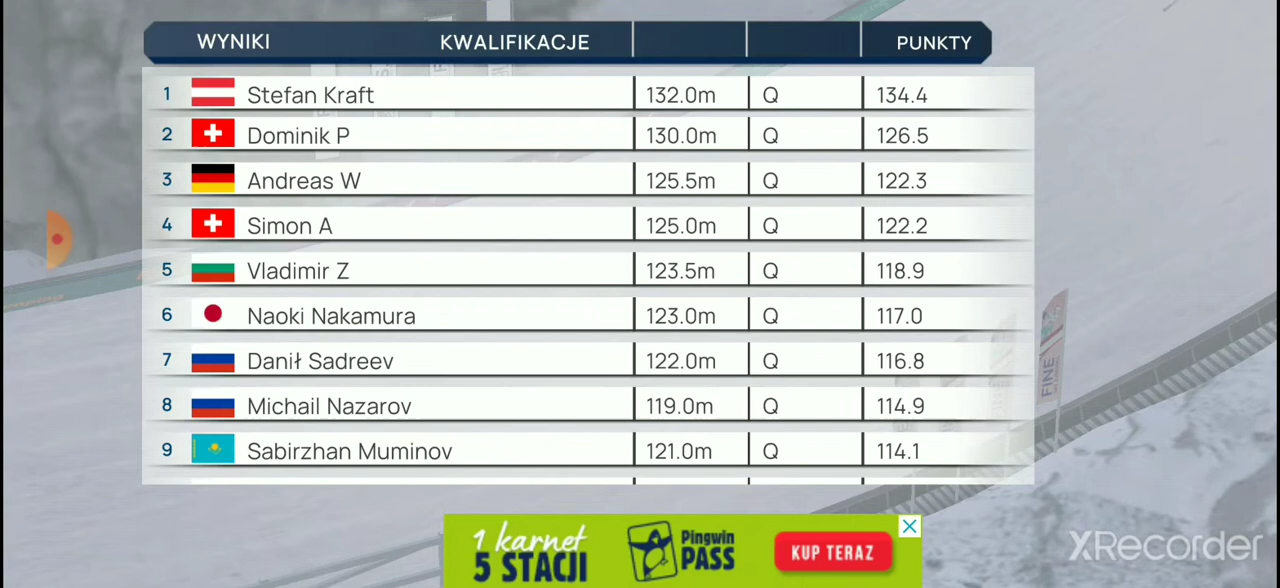 WYNIKI KWALIFIKACJE PUNKTY
1 Stefan Kraft 132.0m Q 134.4
2 Dominik P 130.0m Q 126.5
3 Andreas W 125.5m Q 122.3
4 Simon A 125.0m Q 122.2
5 Vladimir Z 123.5m Q 118.9
6 Naoki Nakamura 123.0m Q 117.0
7 Danił Sadreev 122.0m Q 116.8
8 Michail Nazarov 119.0m Q 114.9
9 Sabirzhan Muminov 121.0m Q 114.1
FINE
1 karnet
5 STACJI
Pingwin
PASS
KUP TERAZ
XRecorder